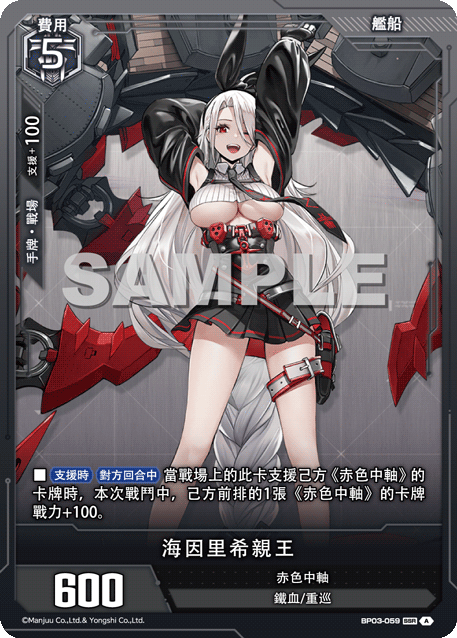 費用
5
艦船
支援+100
手牌・戰場
SAMPLE
■ 支援時 對方回合中 當戰場上的此卡支援己方《赤色中軸》的
卡牌時，本次戰鬥中，己方前排的1張《赤色中軸》的卡牌
戰力+100。
海因里希親王
600
赤色中軸
鐵血/重巡
©Manjuu Co.,Ltd.& Yongshi Co.,Ltd.
BP03-059 SSR A